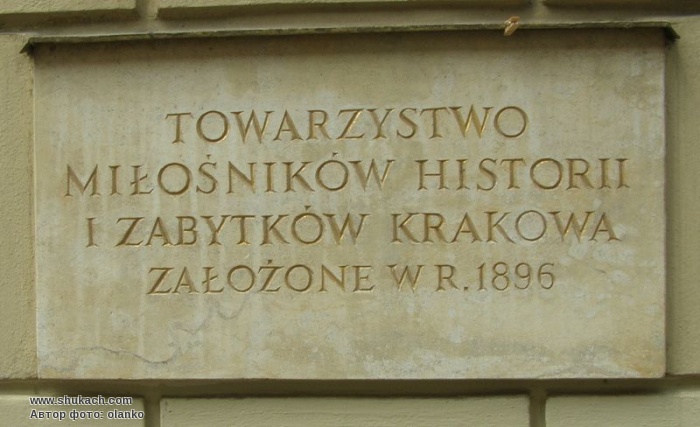 TOWARZYSTWO
MIŁOŚNIKÓW HISTORII
I ZABYTKÓW KRAKOWA
ZAŁOŻONE W R. 1896
www.shukach.com
Автор фото: olanko